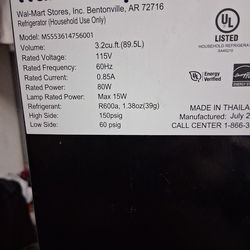 Wal-Mart Stores, Inc. Bentonville, AR 72716
Refrigerator (Household Use Only)
Model: MS553614756001
Volume: 3.2cu.ft.(89.5L)
Rated Voltage: 115V
Rated Frequency: 60Hz
Rated Current: 0.85A
Rated Power: 80W
Lamp Rated Power: Max 15W
Refrigerant: R600a, 1.38oz(39g)
High Side: 150psig
Low Side: 60 psig
UL
LISTED
HOUSEHOLD REFRIGERA
Energy
Verified
MADE IN THAILA
Manufactured: July 2
CALL CENTER 1-866-3